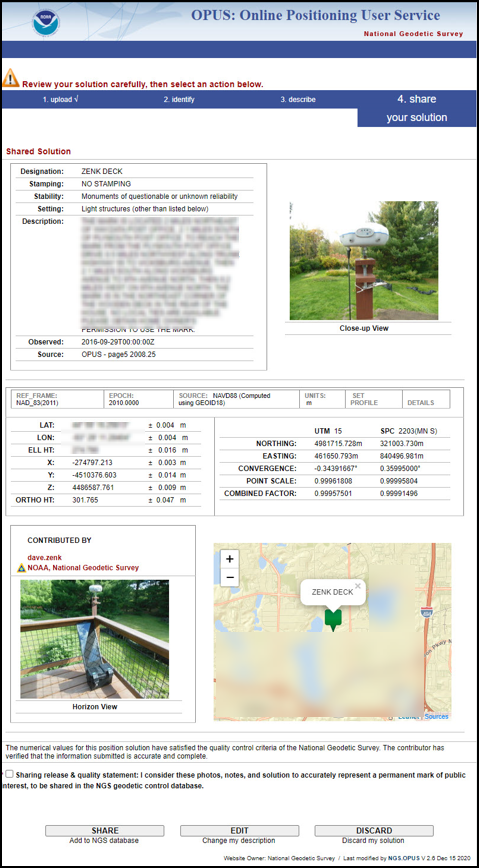 NOAA
OPUS: Online Positioning User Service
National Geodetic Survey
Review your solution carefully, then select an action below.
1. upload √ 2. identify 3. describe 4. share
your solution
Shared Solution
Designation: ZENK DECK
Stamping: NO STAMPING
Stability: Monuments of questionable or unknown reliability
Setting: Light structures (other than listed below)
Description:
PERMISSION TO USE THE MARK.
Observed: 2016-09-29T00:00:00Z
Source: OPUS - page5 2008.25
Close-up View
REF_FRAME: EPOCH: SOURCE: NAVD88 (Computed UNITS: SET
NAD_83(2011) 2010.0000 using GEOID18) m PROFILE DETAILS
LAT: ± 0.004 m
LON: ± 0.004 m
ELL HT: ± 0.016 m
X: -274797.213 ± 0.003 m
Y: -4510376.603 ± 0.014 m
Z: 4486587.761 ± 0.009 m
ORTHO HT: 301.765 ± 0.047 m
UTM 15 SPC 2203(MN S)
NORTHING: 4981715.728m 321003.730m
EASTING: 461650.793m 840496.981m
CONVERGENCE: -0.34391667° 0.35995000°
POINT SCALE: 0.99961808 0.99995804
COMBINED FACTOR: 0.99957501 0.99991496
CONTRIBUTED BY
dave.zenk
NOAA, National Geodetic Survey
Horizon View
+
−
ZENK DECK ×
Leaflet | Sources
The numerical values for this position solution have satisfied the quality control criteria of the National Geodetic Survey. The contributor has
verified that the information submitted is accurate and complete.
* Sharing release & quality statement: I consider these photos, notes, and solution to accurately represent a permanent mark of public
interest, to be shared in the NGS geodetic control database.
SHARE EDIT DISCARD
Add to NGS database Change my description Discard my solution
Website Owner: National Geodetic Survey / Last modified by NGS.OPUS V 2.6 Dec 15 2020